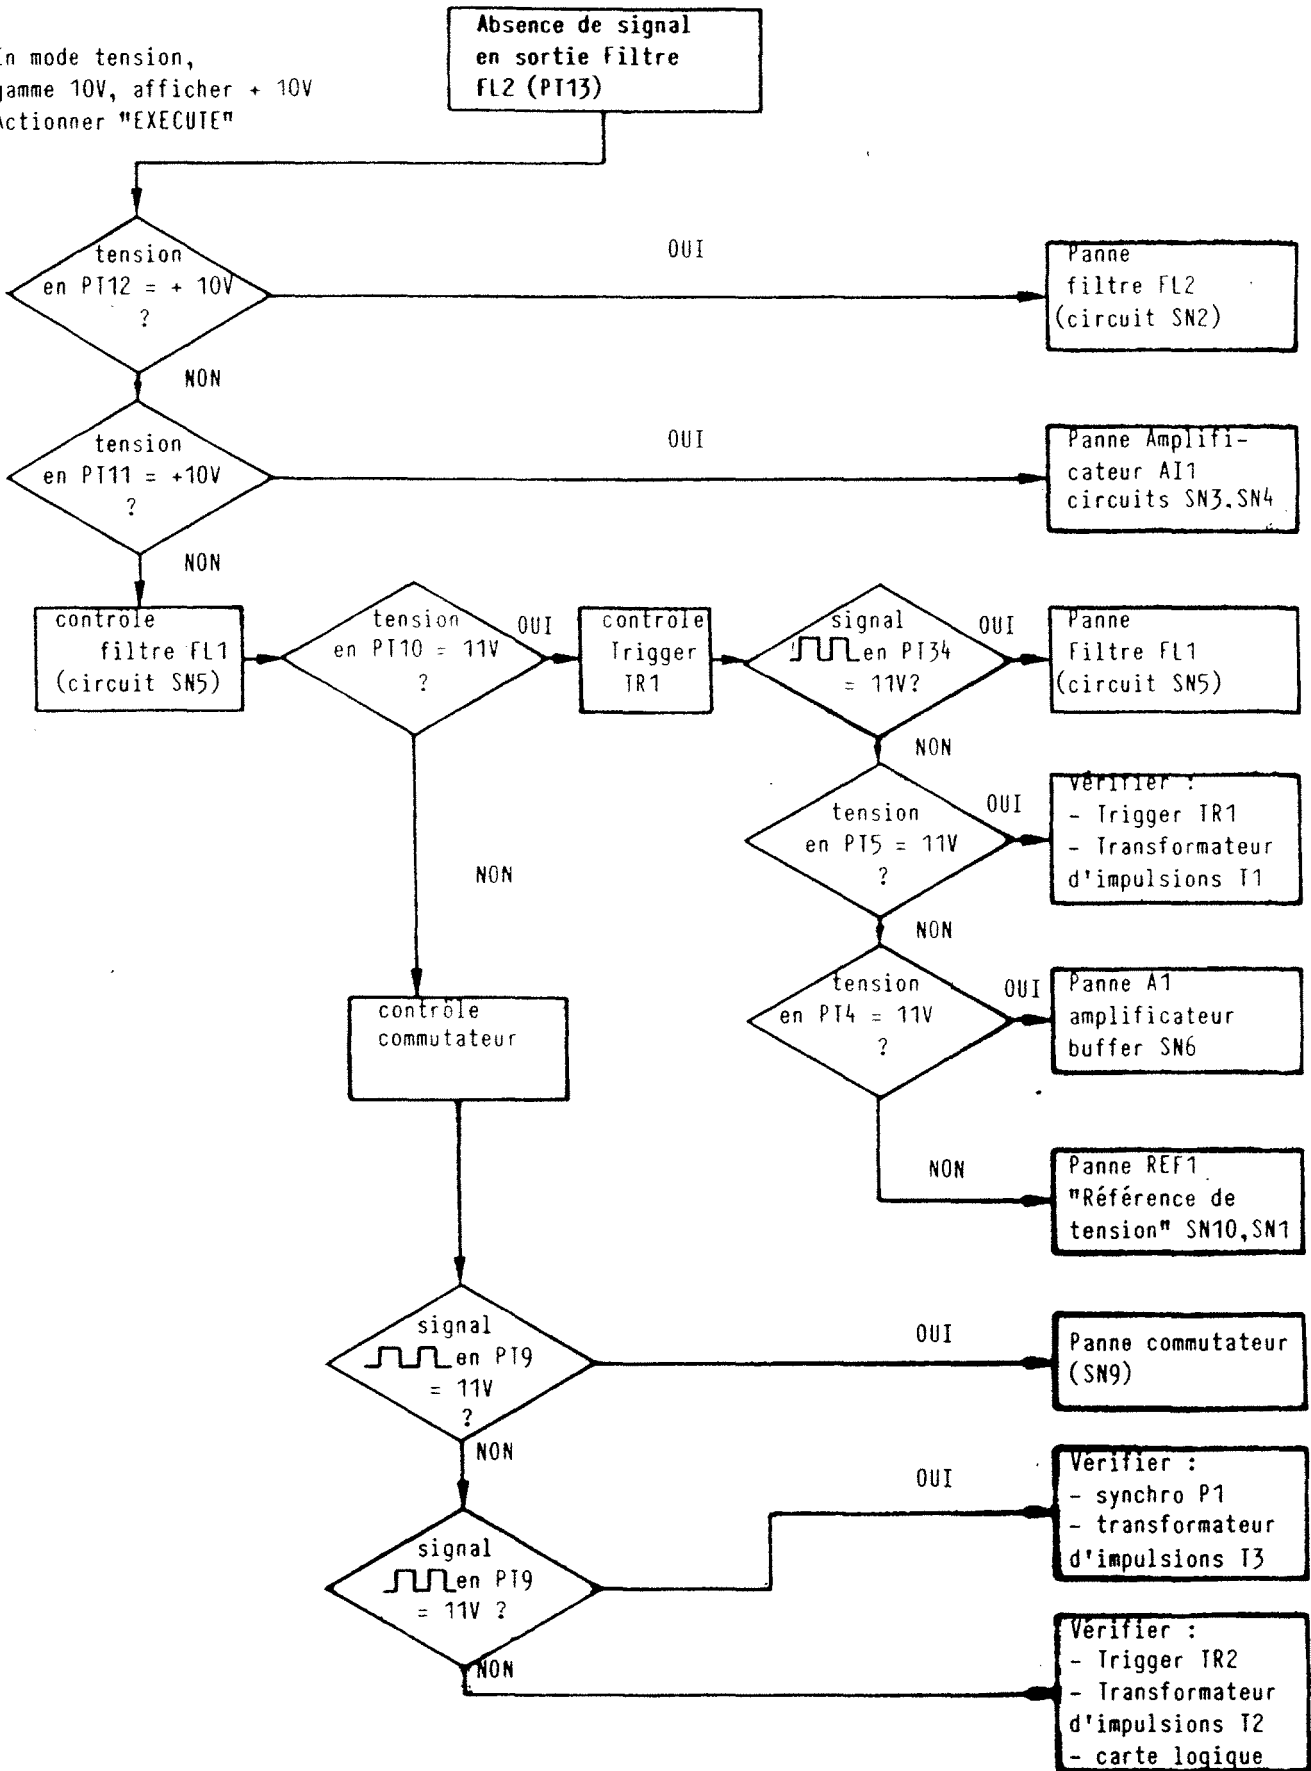 Absence de signal
en sortie Filtre
FL2 (PT13)
En mode tension,
gamme 10V, afficher + 10V
Actionner "EXECUTE"
tension
en PT12 = + 10V
?
OUI
Panne
filtre FL2
(circuit SN2)
NON
tension
en PT11 = +10V
?
OUI
Panne Amplifi-
cateur AI1
circuits SN3,SN4
NON
contrôle
filtre FL1
(circuit SN5)
tension
en PT10 = 11V
?
OUI
contrôle
Trigger
TR1
signal
en PT34
= 11V?
OUI
Panne
Filtre FL1
(circuit SN5)
NON
tension
en PT5 = 11V
?
OUI
Vérifier :
- Trigger TR1
- Transformateur
d'impulsions T1
NON
NON
tension
en PT4 = 11V
?
OUI
Panne A1
amplificateur
buffer SN6
contrôle
commutateur
NON
Panne REF1
"Référence de
tension" SN10,SN1
signal
en PT9
= 11V
?
OUI
Panne commutateur
(SN9)
NON
signal
en PT9
= 11V ?
OUI
Vérifier :
- synchro P1
- transformateur
d'impulsions T3
NON
Vérifier :
- Trigger TR2
- Transformateur
d'impulsions T2
- carte logique